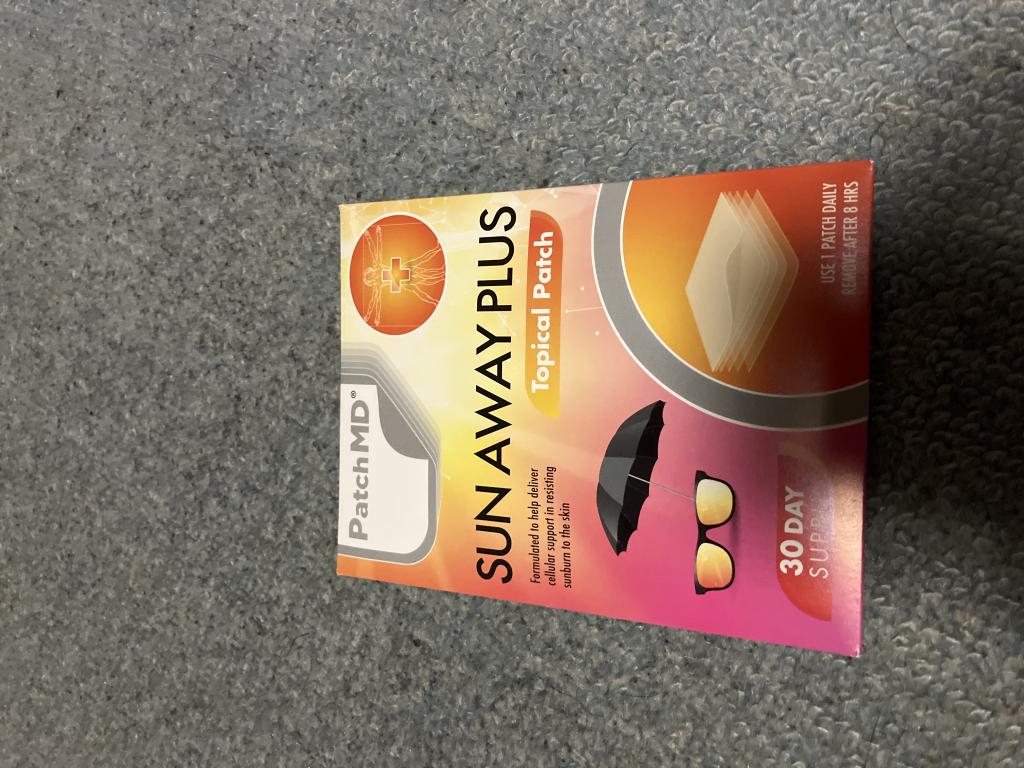 PatchMD®
SUN AWAY PLUS
Topical Patch
Formulated to help deliver
cellular support in resisting
sunburn to the skin
30 DAY
SUPPLY
USE 1 PATCH DAILY
REMOVE AFTER 8 HRS